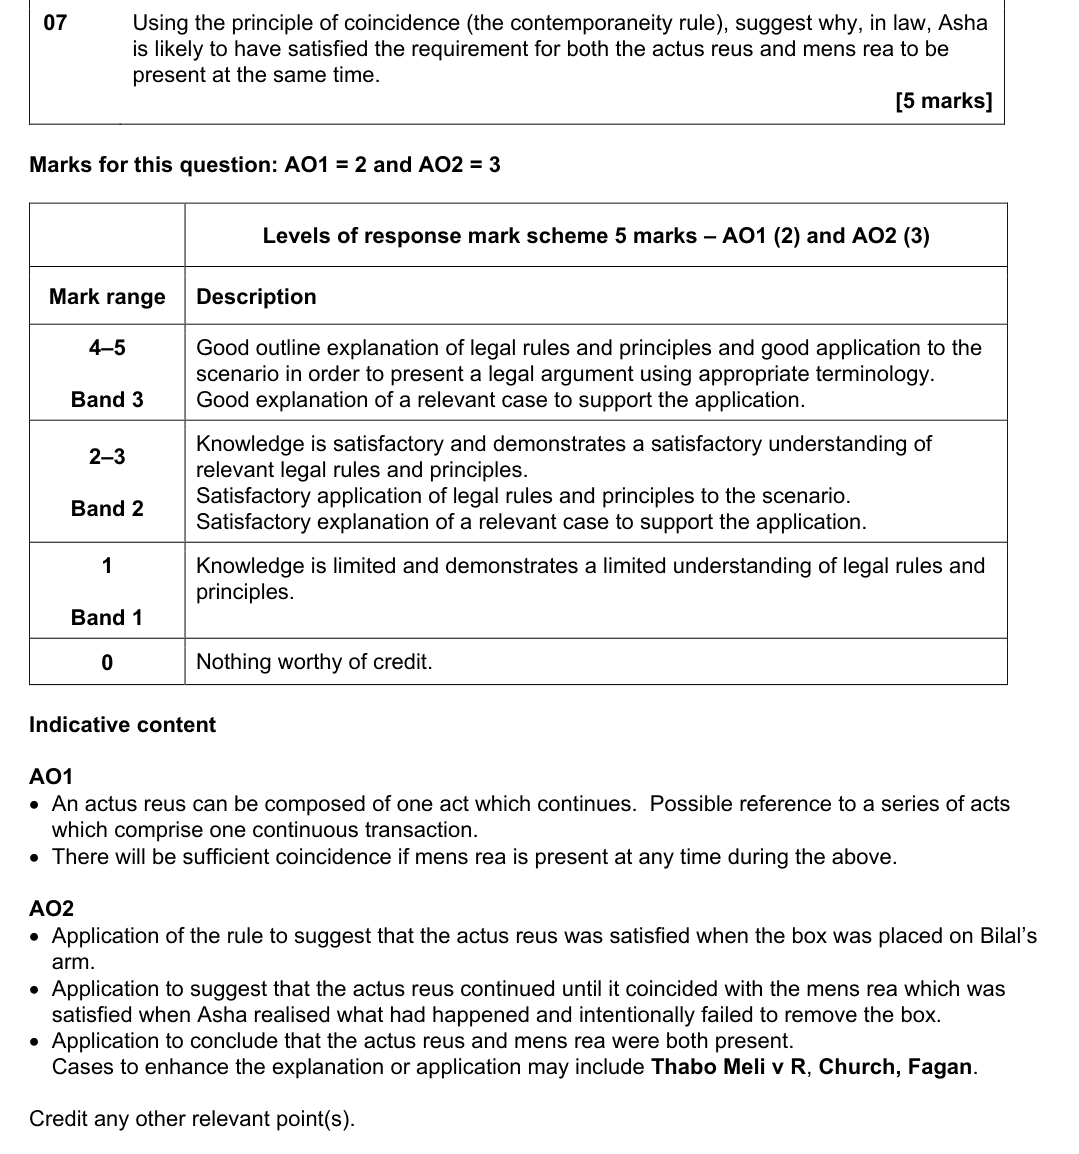 07 Using the principle of coincidence (the contemporaneity rule), suggest why, in law, Asha
is likely to have satisfied the requirement for both the actus reus and mens rea to be
present at the same time.
[5 marks]
Marks for this question: AO1 = 2 and AO2 = 3
Levels of response mark scheme 5 marks – AO1 (2) and AO2 (3)
Mark range Description
4–5
Band 3
Good outline explanation of legal rules and principles and good application to the
scenario in order to present a legal argument using appropriate terminology.
Good explanation of a relevant case to support the application.
2–3
Band 2
Knowledge is satisfactory and demonstrates a satisfactory understanding of
relevant legal rules and principles.
Satisfactory application of legal rules and principles to the scenario.
Satisfactory explanation of a relevant case to support the application.
1
Band 1
Knowledge is limited and demonstrates a limited understanding of legal rules and
principles.
0 Nothing worthy of credit.
Indicative content
AO1
• An actus reus can be composed of one act which continues. Possible reference to a series of acts
which comprise one continuous transaction.
• There will be sufficient coincidence if mens rea is present at any time during the above.
AO2
• Application of the rule to suggest that the actus reus was satisfied when the box was placed on Bilal’s
arm.
• Application to suggest that the actus reus continued until it coincided with the mens rea which was
satisfied when Asha realised what had happened and intentionally failed to remove the box.
• Application to conclude that the actus reus and mens rea were both present.
Cases to enhance the explanation or application may include Thabo Meli v R, Church, Fagan.
Credit any other relevant point(s).